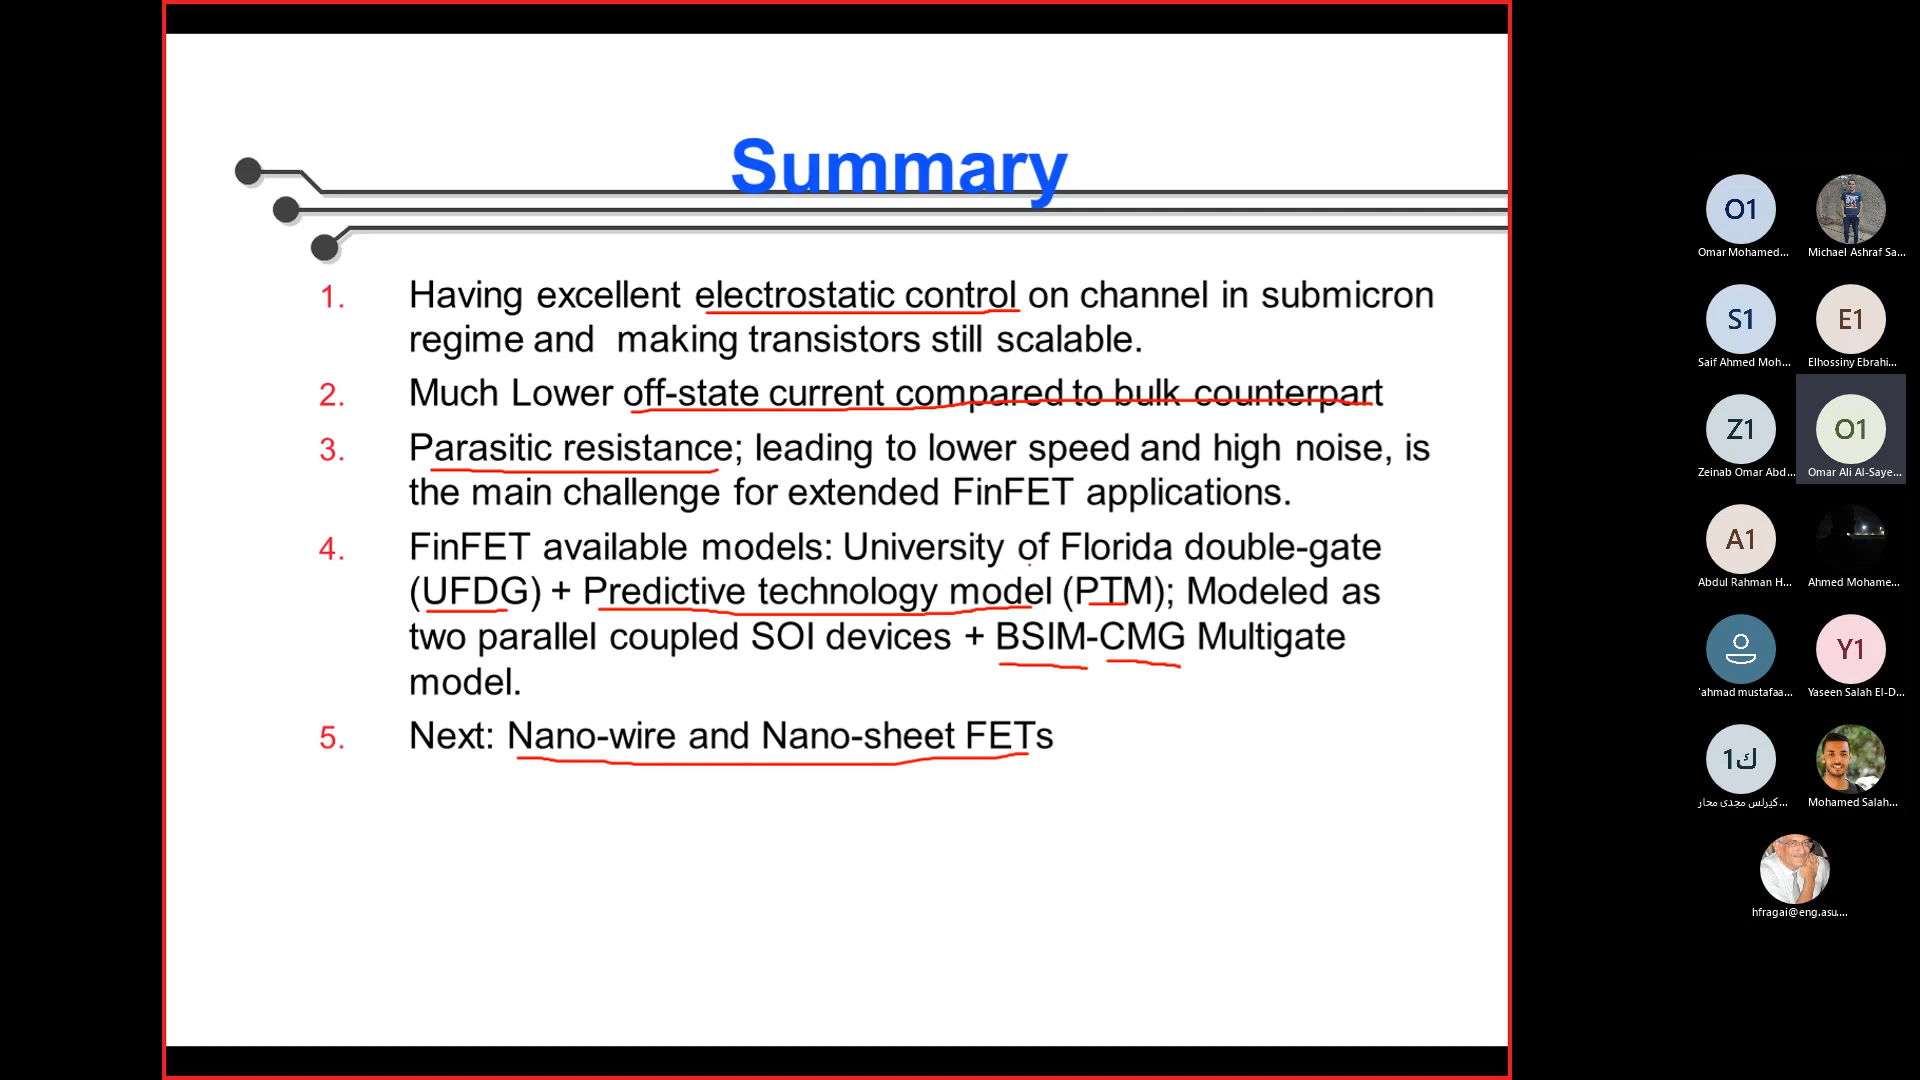 Summary
1. Having excellent electrostatic control on channel in submicron
regime and making transistors still scalable.
2. Much Lower off-state current compared to bulk counterpart
3. Parasitic resistance; leading to lower speed and high noise, is
the main challenge for extended FinFET applications.
4. FinFET available models: University of Florida double-gate
(UFDG) + Predictive technology model (PTM); Modeled as
two parallel coupled SOI devices + BSIM-CMG Multigate
model.
5. Next: Nano-wire and Nano-sheet FETs
O1
Omar Mohamed...
Michael Ashraf Sa...
S1
Saif Ahmed Moh...
E1
Elhossiny Ebrahi...
Z1
Zeinab Omar Abd...
O1
Omar Ali Al-Saye...
A1
Abdul Rahman H...
Ahmed Mohame...
'ahmad mustafaa...
Y1
Yaseen Salah El-D...
ك1
كيرلس مجدى محار...
Mohamed Salah...
hfragai@eng.asu....